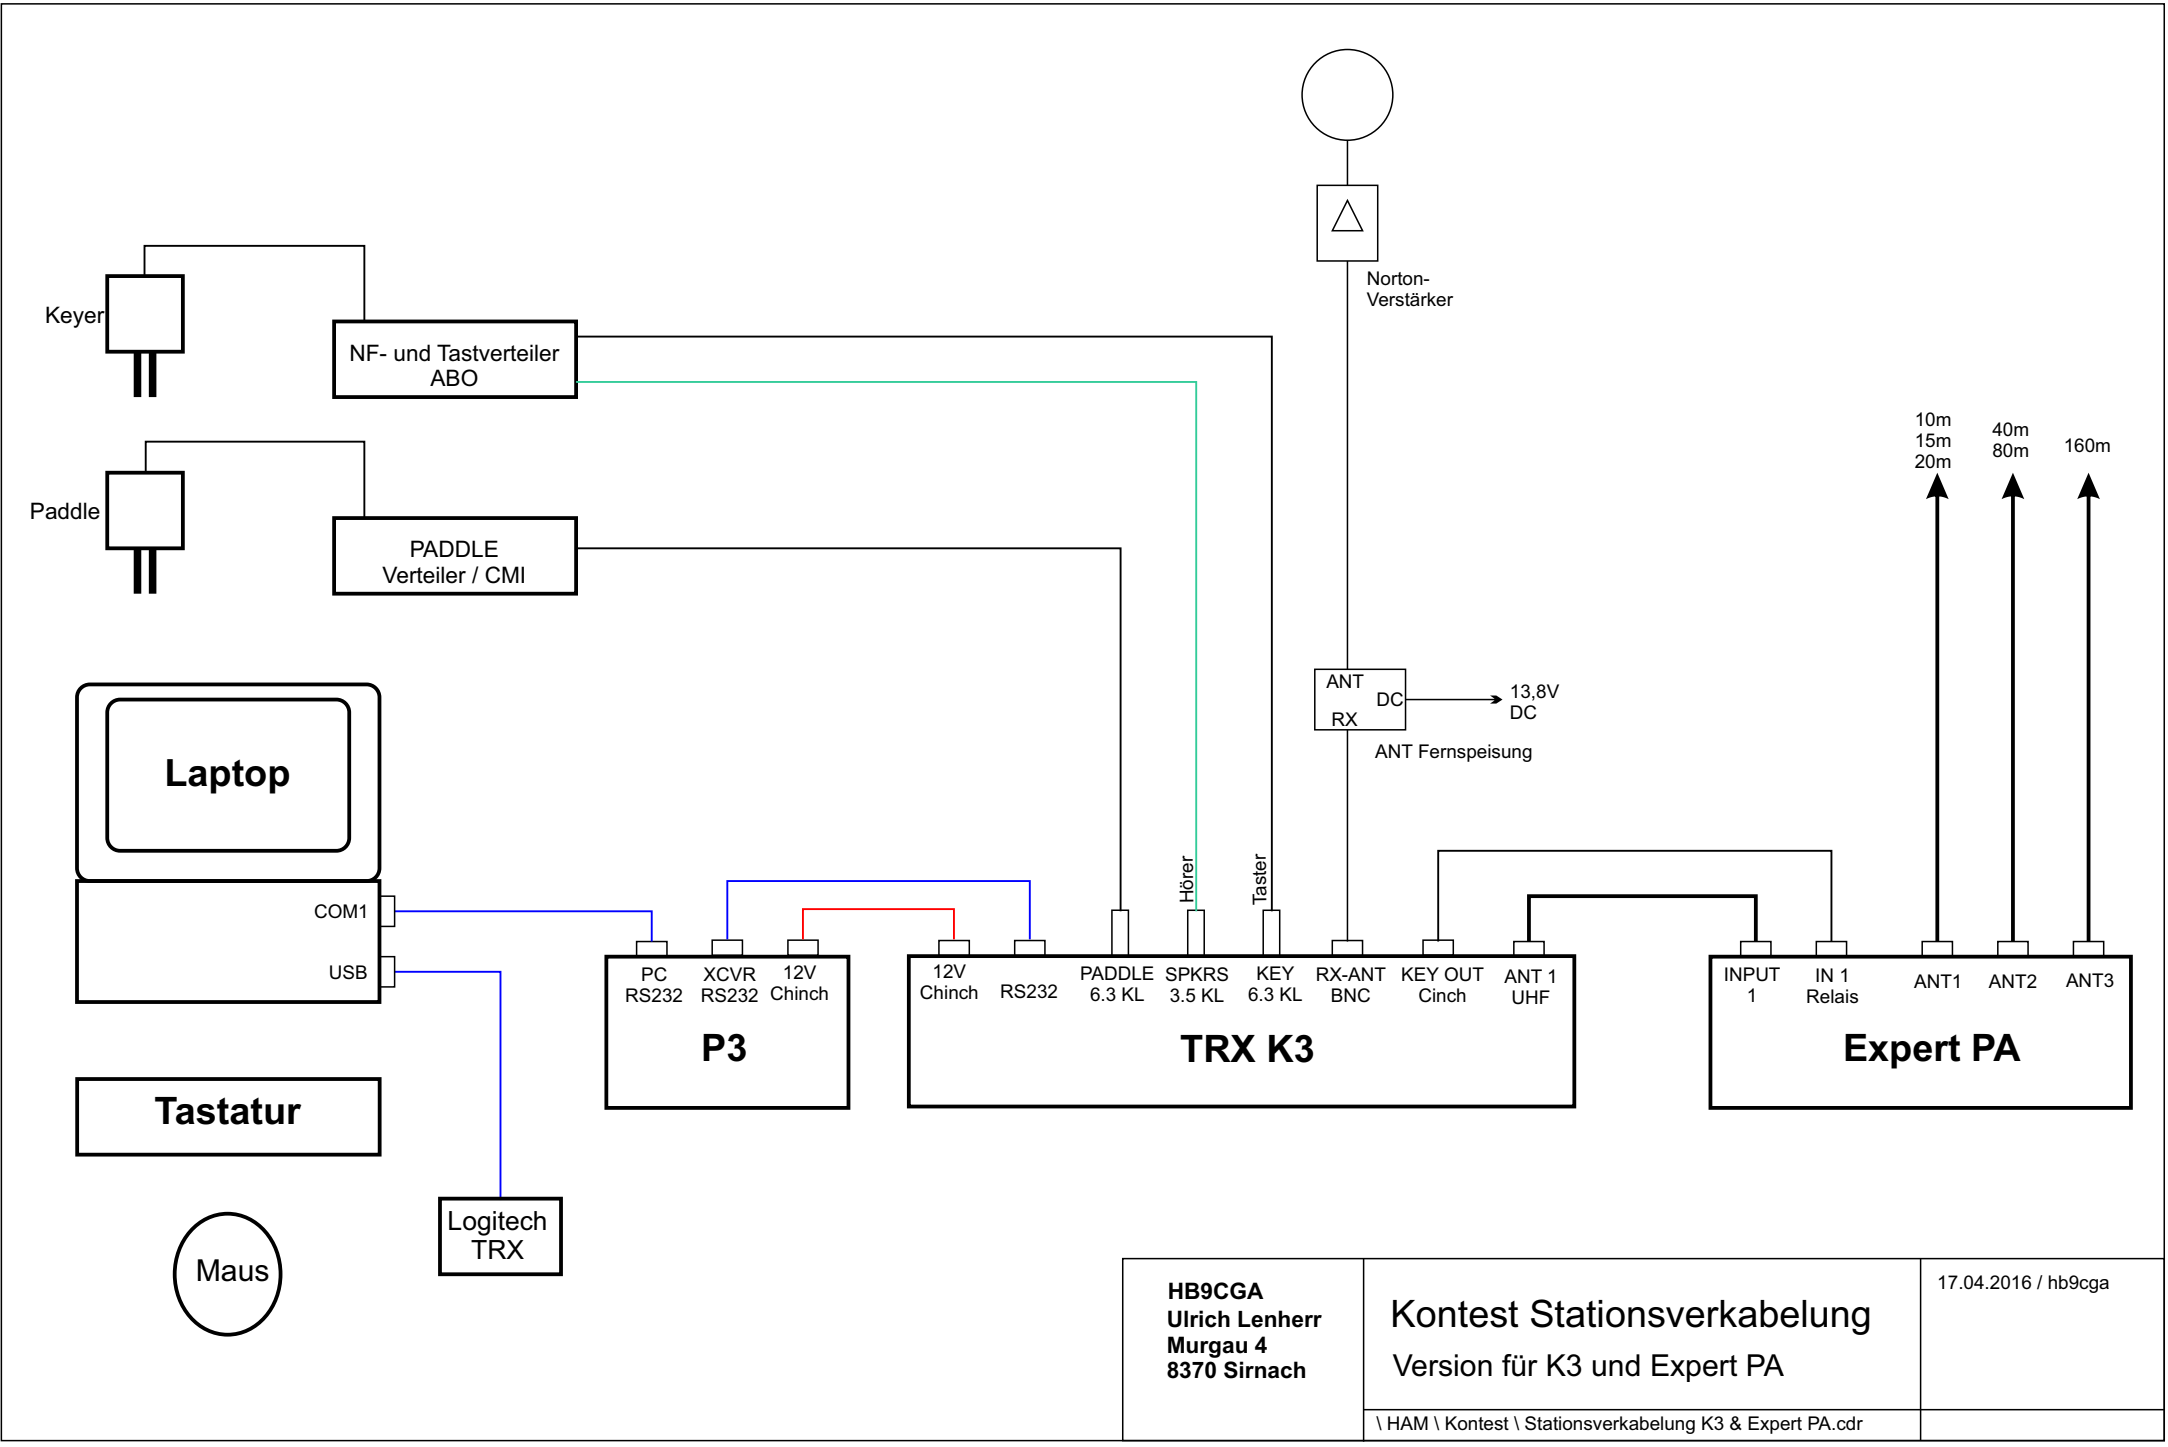 Norton-
Verstärker
Keyer
NF- und Tastverteiler
ABO
10m
15m
20m
40m
80m
160m
Paddle
PADDLE
Verteiler / CMI
ANT
DC
RX
13,8V
DC
ANT Fernspeisung
Laptop
COM1
USB
Hörer
Taster
PC
RS232
XCVR
RS232
12V
Chinch
P3
12V
Chinch
RS232
PADDLE
6.3 KL
SPKRS
3.5 KL
KEY
6.3 KL
RX-ANT
BNC
KEY OUT
Cinch
ANT 1
UHF
TRX K3
INPUT
1
IN 1
Relais
ANT1
ANT2
ANT3
Expert PA
Tastatur
Logitech
TRX
Maus
HB9CGA
Ulrich Lenherr
Murgau 4
8370 Sirnach
Kontest Stationsverkabelung
Version für K3 und Expert PA
17.04.2016 / hb9cga
\ HAM \ Kontest \ Stationsverkabelung K3 & Expert PA.cdr